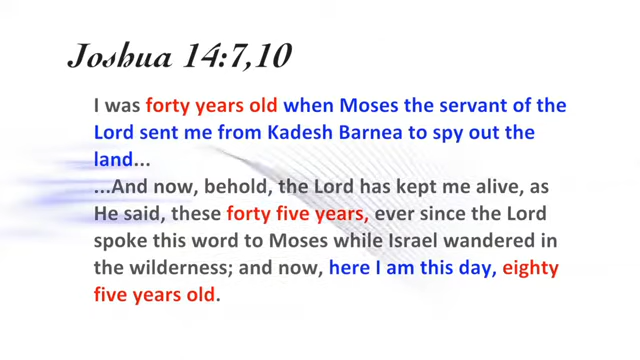 Joshua 14:7,10
I was forty years old when Moses the servant of the
Lord sent me from Kadesh Barnea to spy out the
land...
...And now, behold, the Lord has kept me alive, as
He said, these forty five years, ever since the Lord
spoke this word to Moses while Israel wandered in
the wilderness; and now, here I am this day, eighty
five years old.